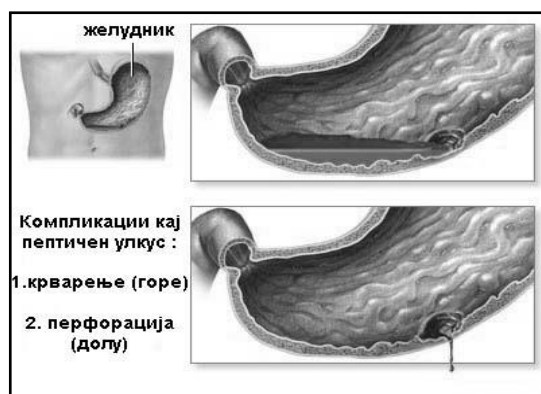 желудник
Компликации кај
пептичен улкус :
1.крварење (горе)
2. перфорација
(долу)